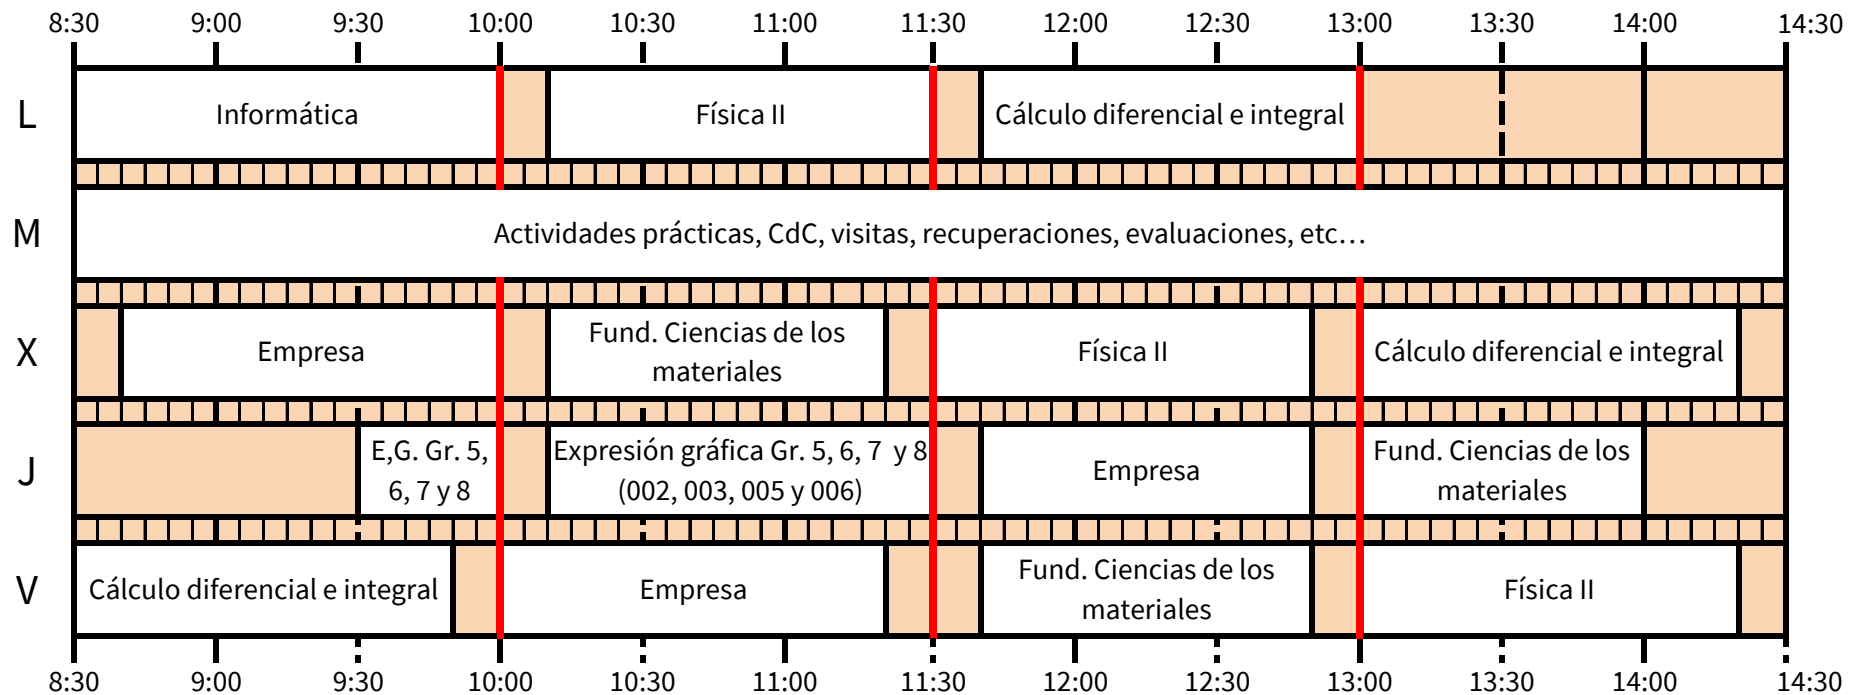 8:30 9:00 9:30 10:00 10:30 11:00 11:30 12:00 12:30 13:00 13:30 14:00 14:30
L Informática Física II Cálculo diferencial e integral
M Actividades prácticas, CdC, visitas, recuperaciones, evaluaciones, etc...
X Empresa
Fund. Ciencias de los
materiales
Física II Cálculo diferencial e integral
J
E,G. Gr. 5,
6, 7 y 8
Expresión gráfica Gr. 5, 6, 7 y 8
(002, 003, 005 y 006)
Empresa
Fund. Ciencias de los
materiales
V Cálculo diferencial e integral Empresa
Fund. Ciencias de los
materiales
Física II
8:30 9:00 9:30 10:00 10:30 11:00 11:30 12:00 12:30 13:00 13:30 14:00 14:30